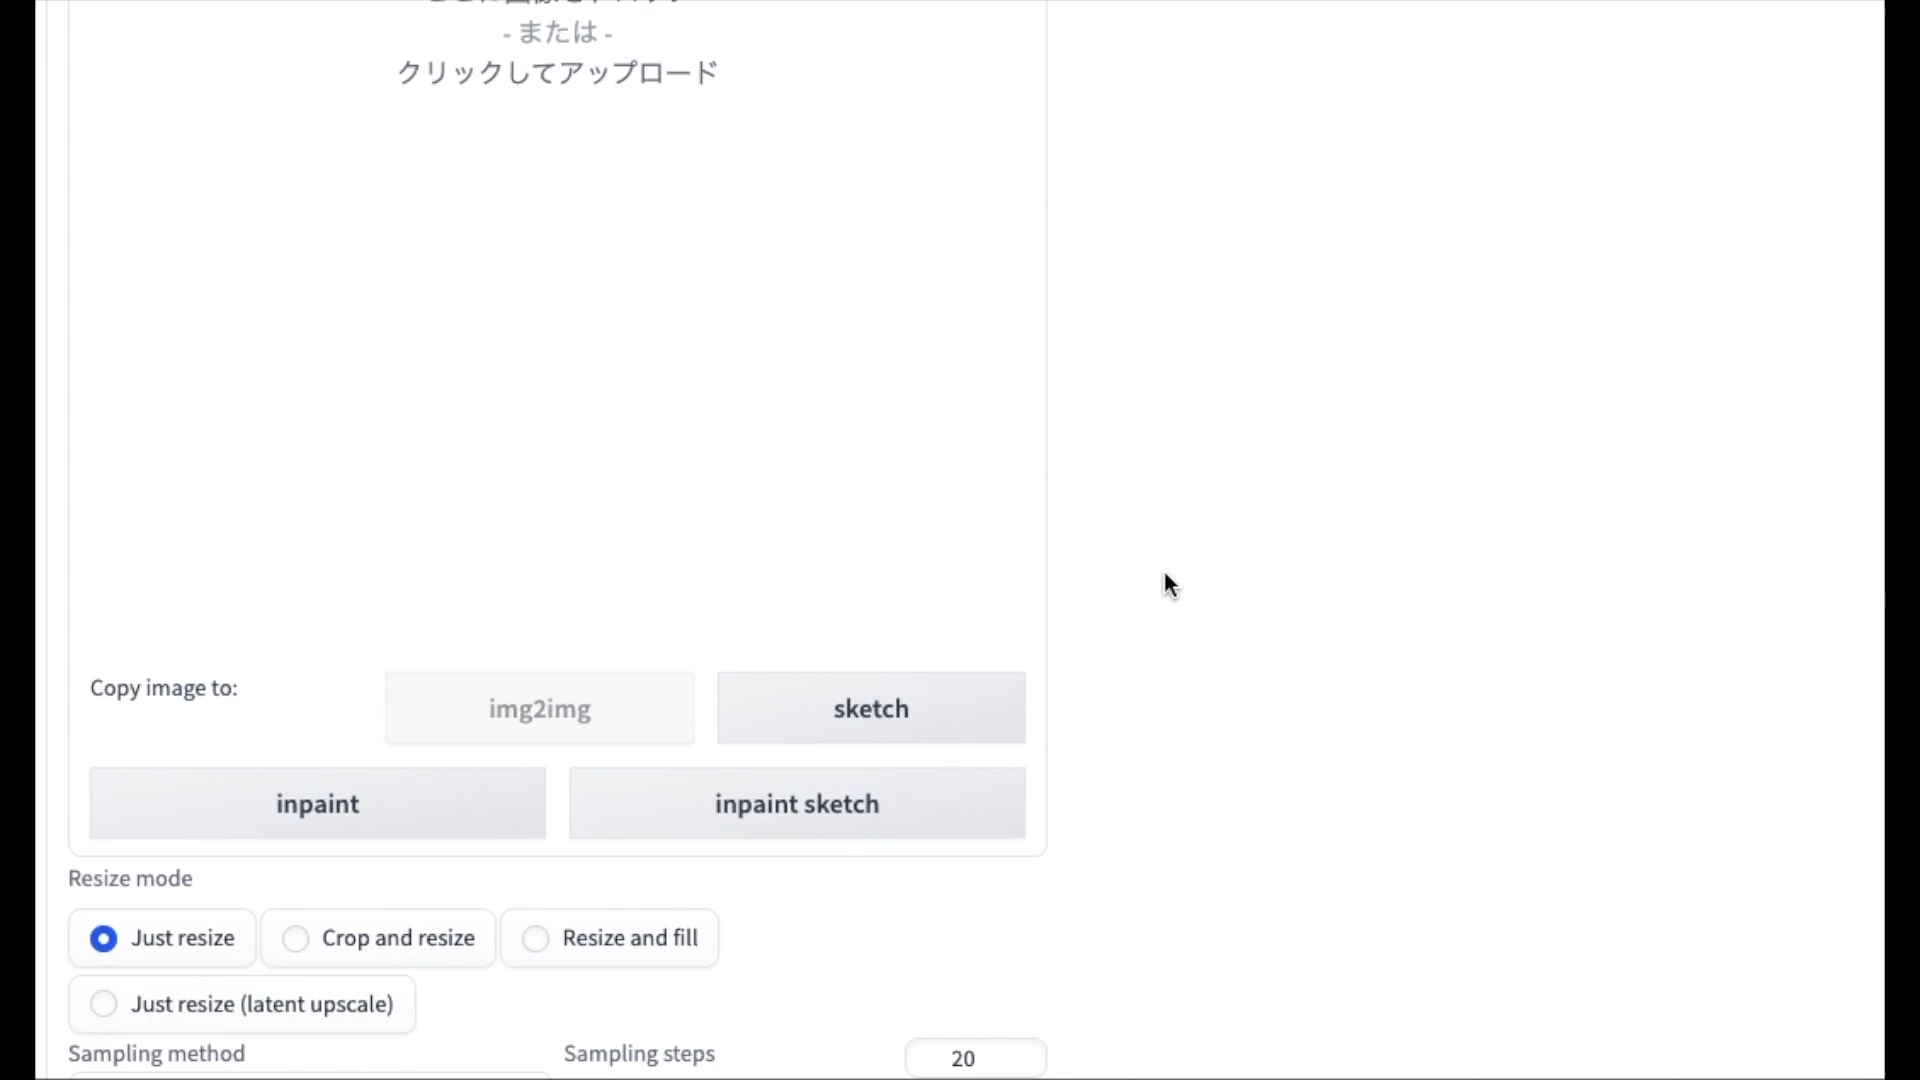 - または -
クリックしてアップロード
Copy image to:
img2img
sketch
inpaint
inpaint sketch
Resize mode
Just resize
Crop and resize
Resize and fill
Just resize (latent upscale)
Sampling method
Sampling steps
20